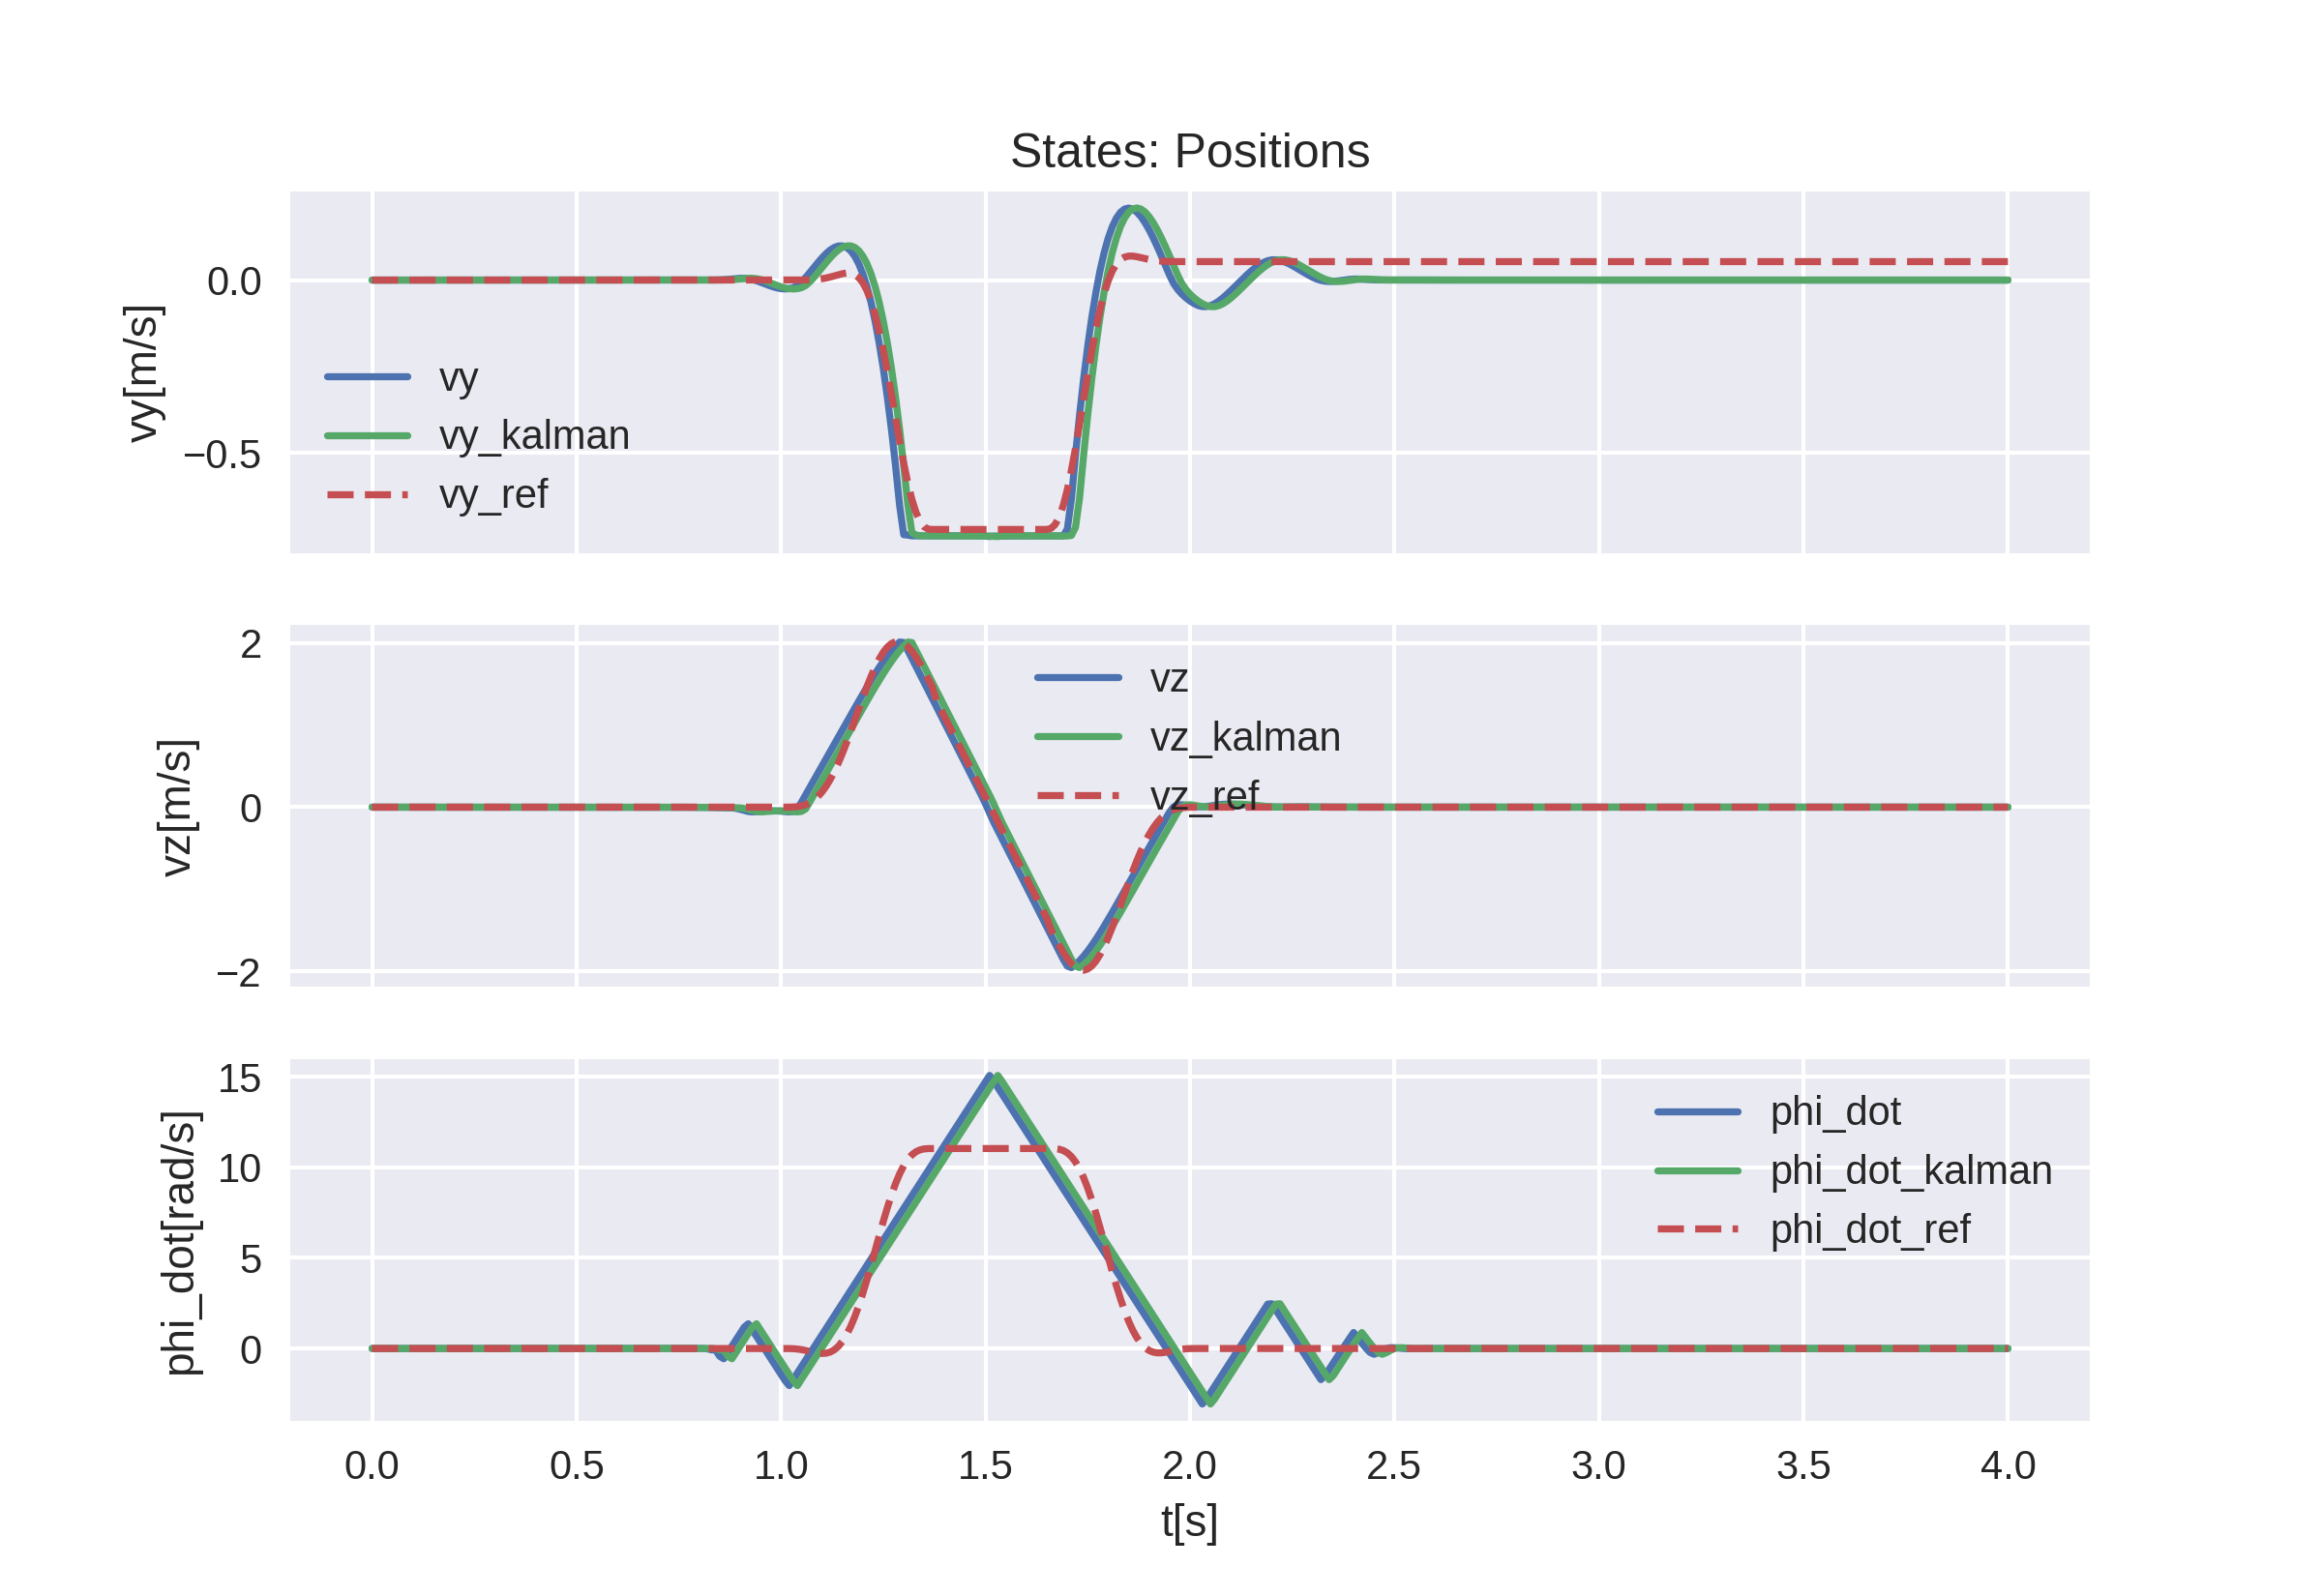 States: Positions
vy[m/s]
0.0
−0.5
vy
vy_kalman
vy_ref
vz[m/s]
2
0
−2
vz
vz_kalman
vz_ref
phi_dot[rad/s]
15
10
5
0
phi_dot
phi_dot_kalman
phi_dot_ref
0.0 0.5 1.0 1.5 2.0 2.5 3.0 3.5 4.0
t[s]